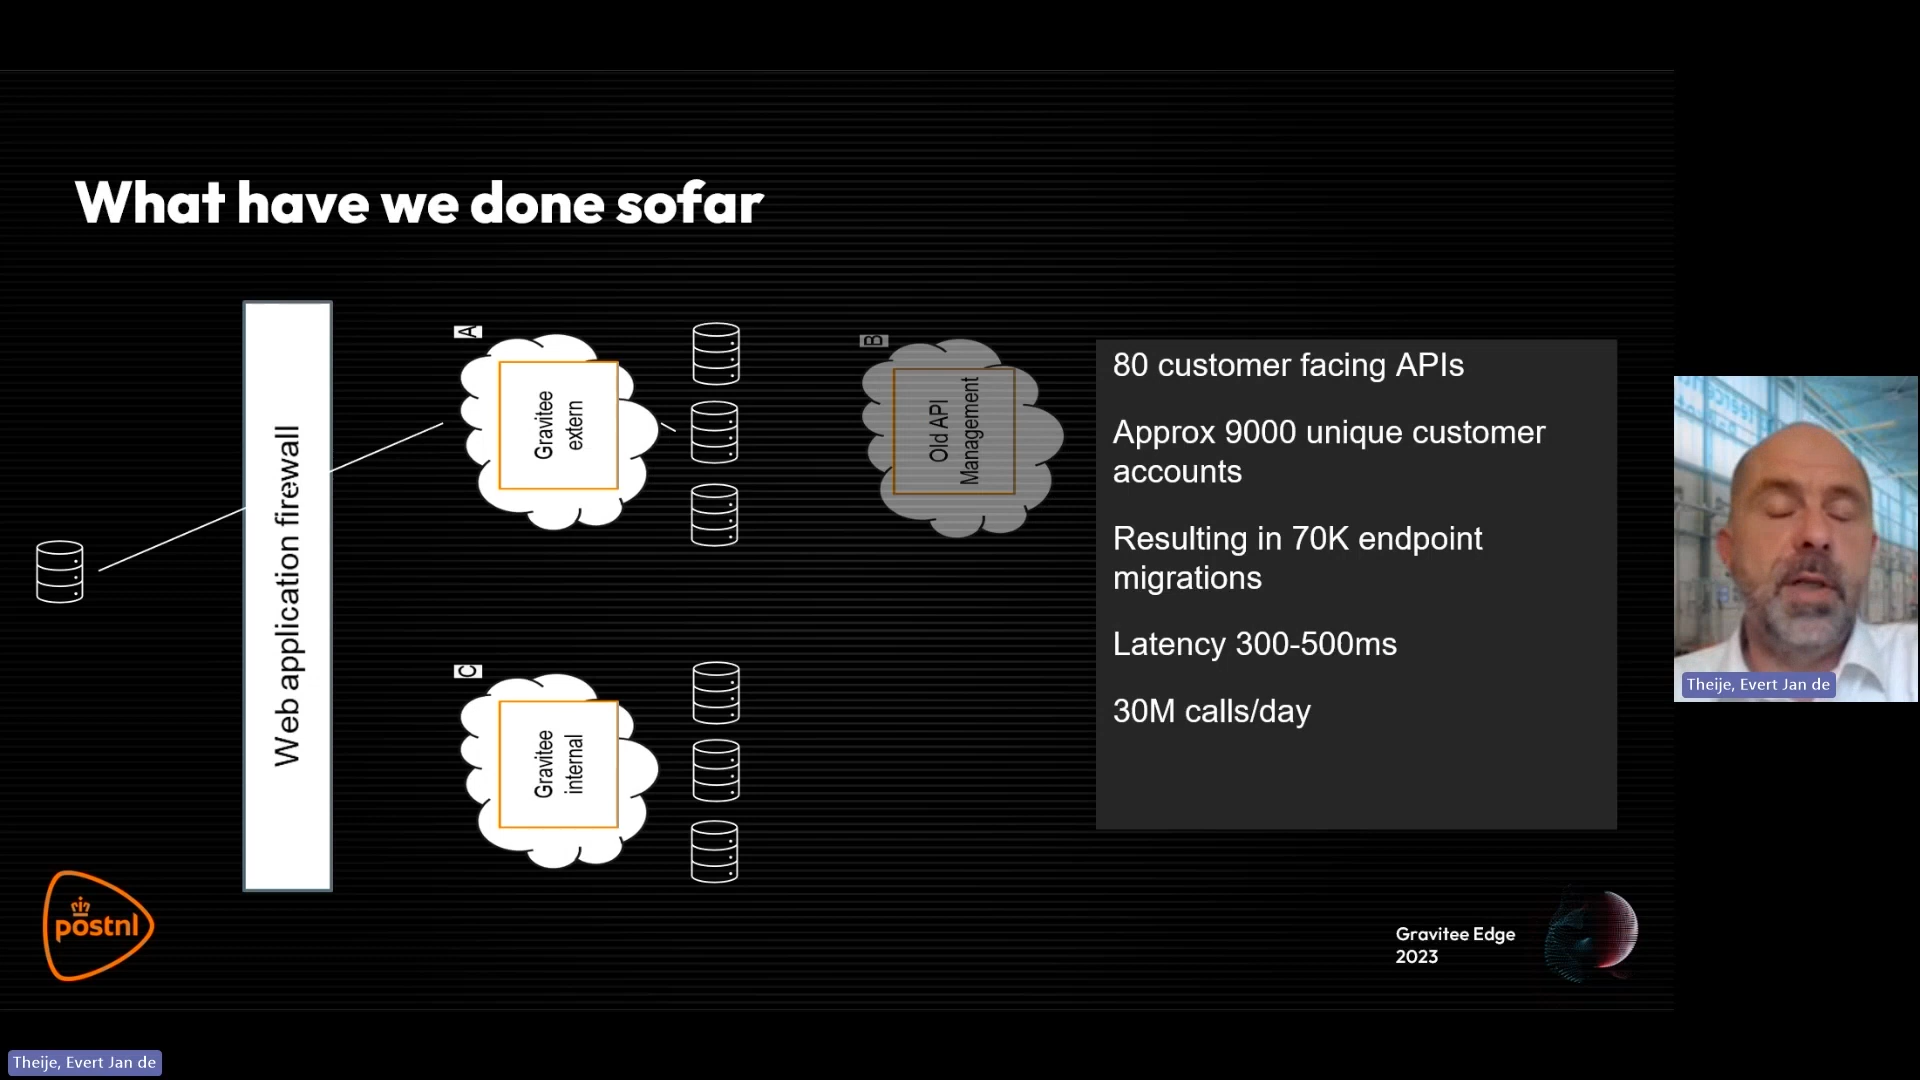 What have we done sofar
Web application firewall
A
Gravitee
extern
B
Old API
Management
C
Gravitee
internal
80 customer facing APIs
Approx 9000 unique customer
accounts
Resulting in 70K endpoint
migrations
Latency 300-500ms
30M calls/day
postnl
Gravitee Edge
2023
Theije, Evert Jan de
Theije, Evert Jan de